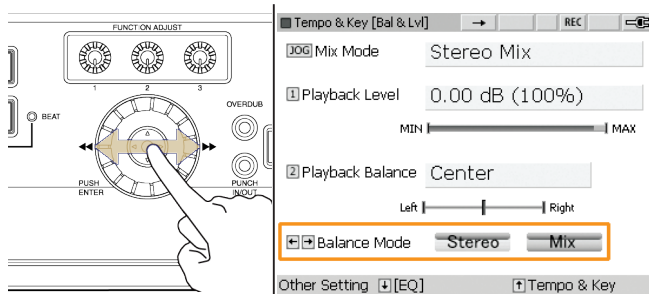 FUNCTION ADJUST
1 2 3
BEAT
OVERDUB
PUSH
ENTER
PUNCH
IN/OUT
Tempo & Key [Bal & Lvl] → REC
JOG Mix Mode Stereo Mix
1 Playback Level 0.00 dB (100%)
MIN MAX
2 Playback Balance Center
Left Right
←→ Balance Mode Stereo Mix
Other Setting ↓ [EQ] ↑ Tempo & Key